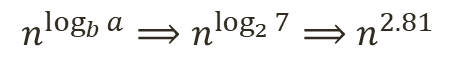 n^{log_b a} ⟹ n^{log_2 7} ⟹ n^{2.81}